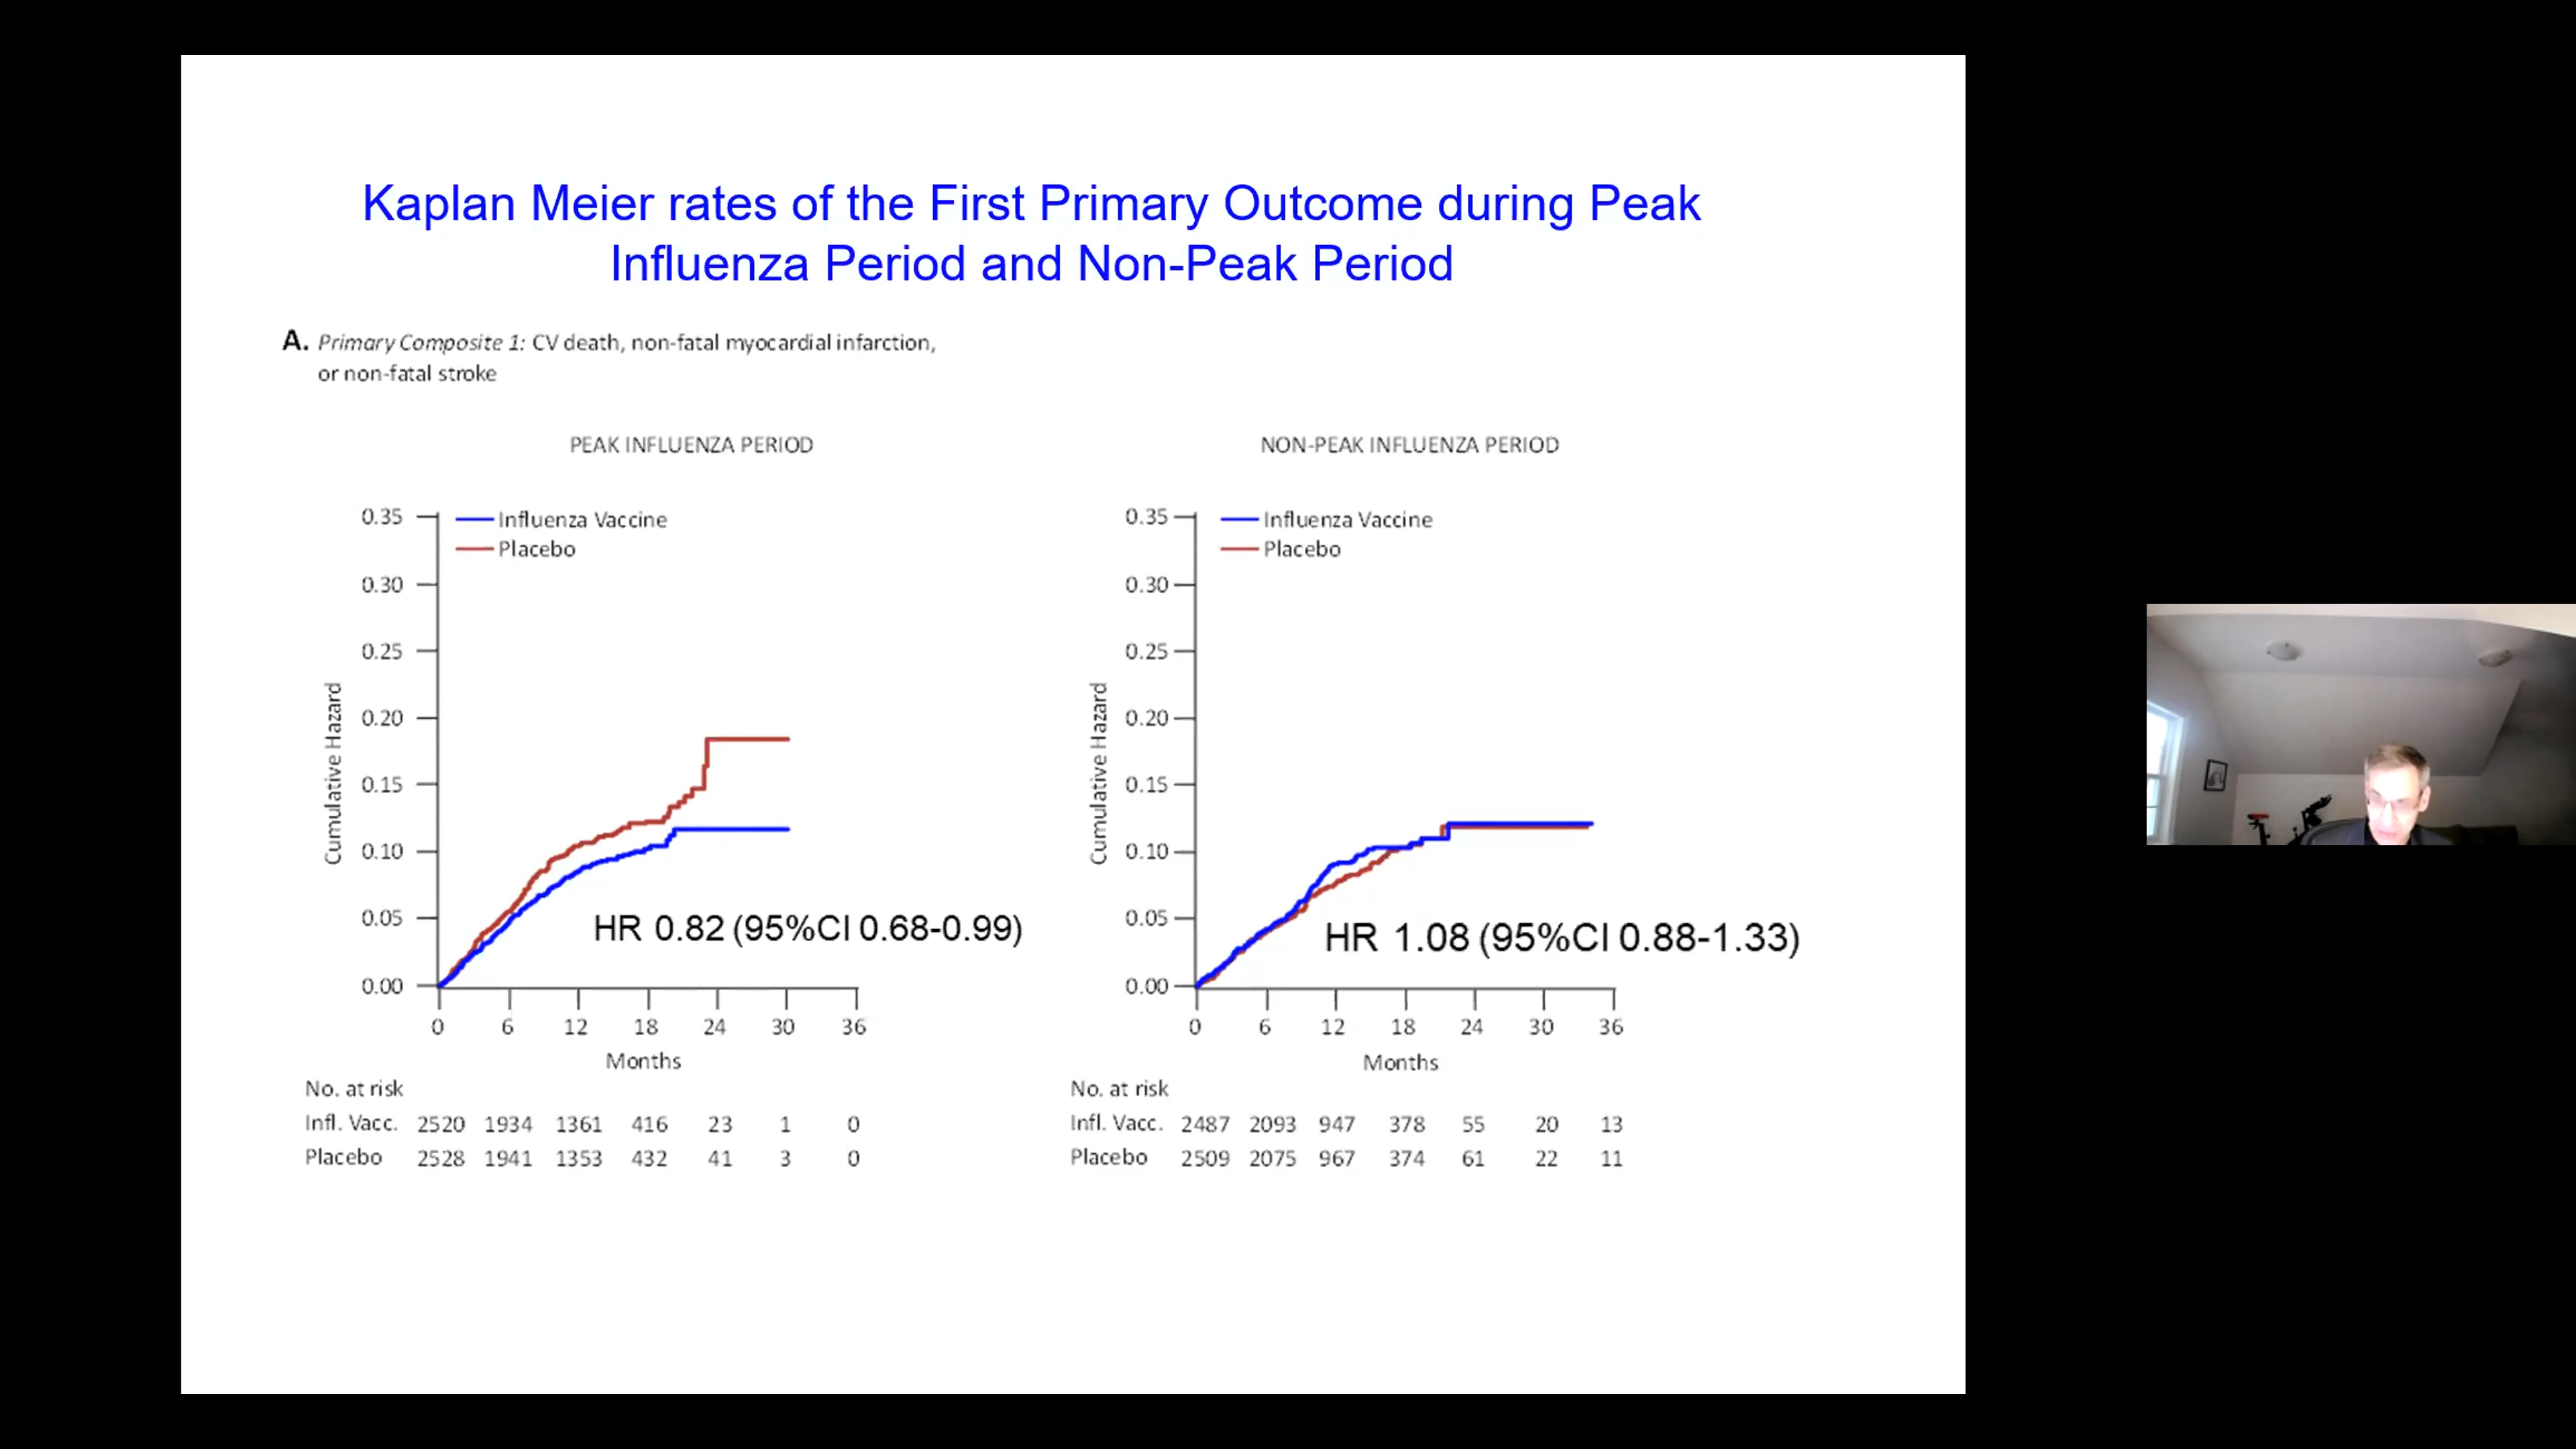 Kaplan Meier rates of the First Primary Outcome during Peak
Influenza Period and Non-Peak Period
A. Primary Composite 1: CV death, non-fatal myocardial infarction,
or non-fatal stroke
PEAK INFLUENZA PERIOD
Influenza Vaccine
Placebo
0.35
0.30
0.25
0.20
0.15
0.10
0.05
0.00
Cumulative Hazard
HR 0.82 (95%CI 0.68-0.99)
0 6 12 18 24 30 36
Months
No. at risk
Infl. Vacc. 2520 1934 1361 416 23 1 0
Placebo 2528 1941 1353 432 41 3 0
NON-PEAK INFLUENZA PERIOD
Influenza Vaccine
Placebo
0.35
0.30
0.25
0.20
0.15
0.10
0.05
0.00
Cumulative Hazard
HR 1.08 (95%CI 0.88-1.33)
0 6 12 18 24 30 36
Months
No. at risk
Infl. Vacc. 2487 2093 947 378 55 20 13
Placebo 2509 2075 967 374 61 22 11